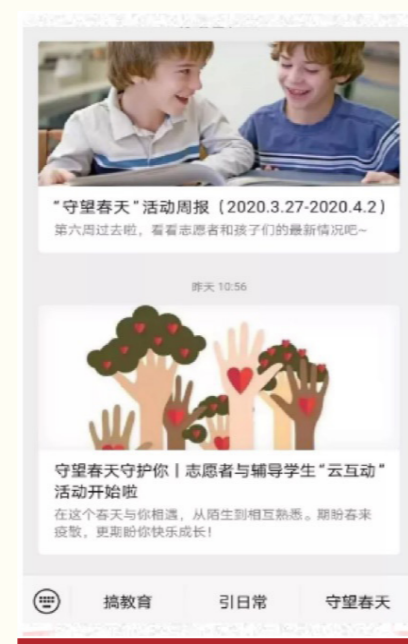 “守望春天”活动周报（2020.3.27-2020.4.2）
第六周过去啦，看看志愿者和孩子们的最新情况吧~
昨天 10:56
守望春天守护你丨志愿者与辅导学生“云互动”
活动开始啦
在这个春天与你相遇，从陌生到相互熟悉。期盼春来
疫散，更期盼你快乐成长！
搞教育 引日常 守望春天